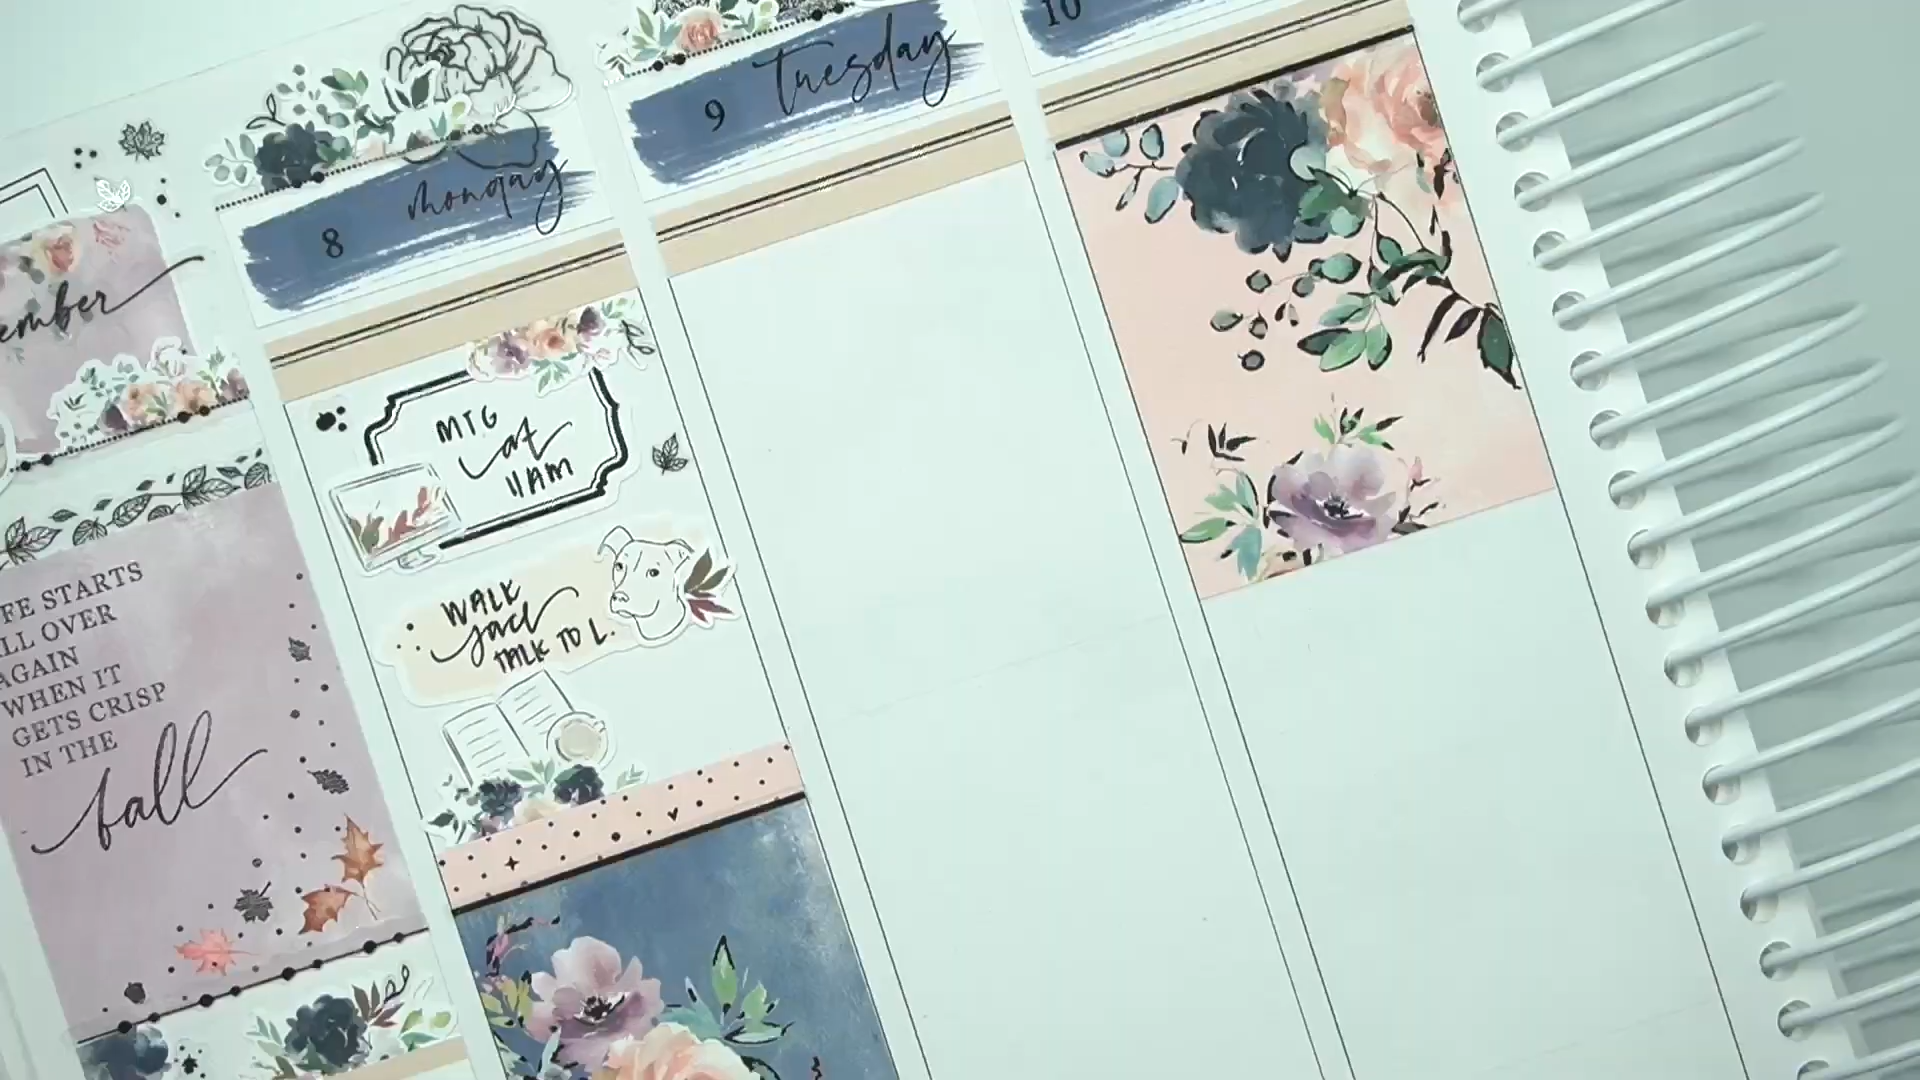 ember
FE STARTS
LL OVER
AGAIN
WHEN IT
GETS CRISP
IN THE
fall
8 monday
MTG
at
11AM
WALK
Jack
TALK TO L.
9 tuesday
10